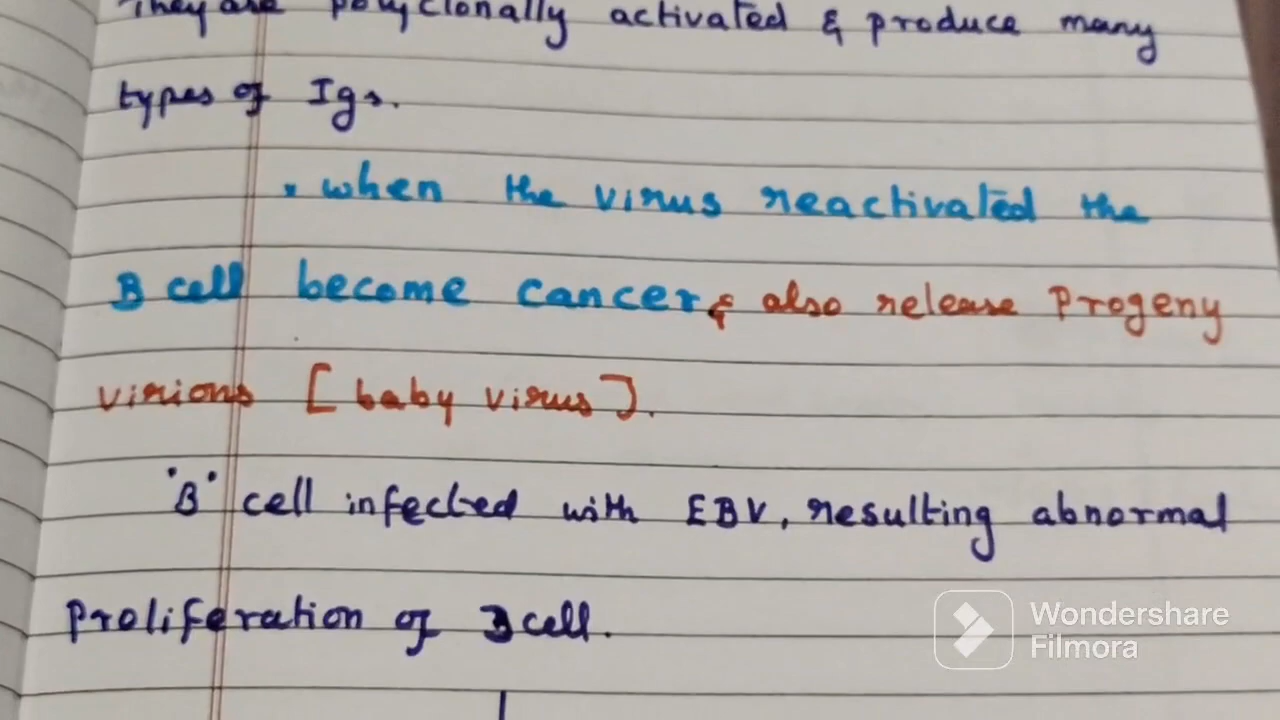 They are polyclonally activated & produce many
types of Igs.
. when the virus reactivated the
B cell become cancer & also release progeny
virions [baby virus].
"B" cell infected with EBV, resulting abnormal
proliferation of B cell.
Wondershare
Filmora